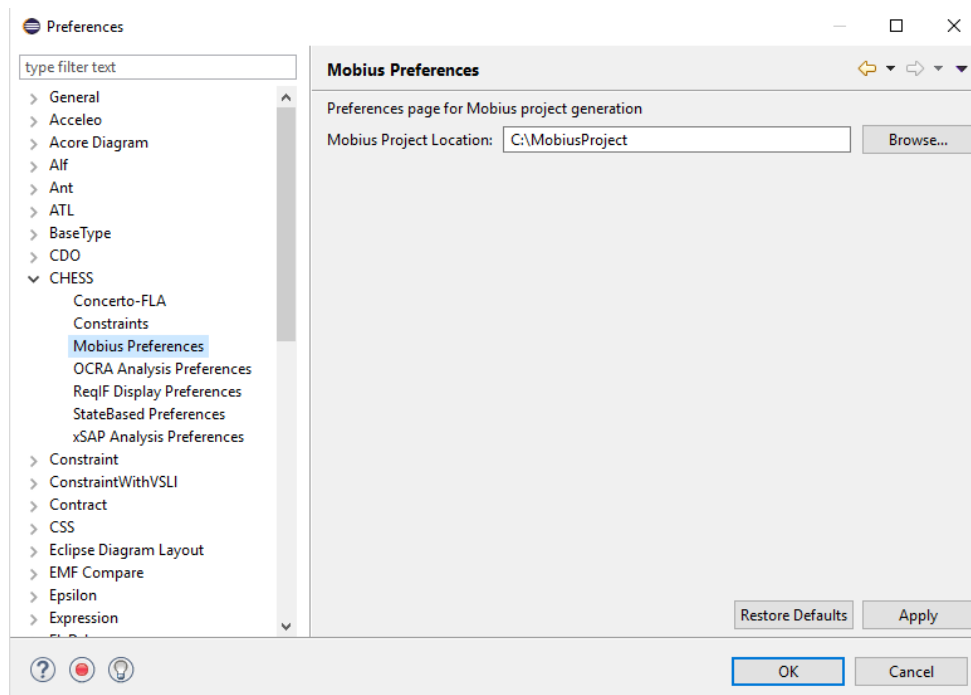 Preferences
type filter text
General
Acceleo
Acore Diagram
Alf
Ant
ATL
BaseType
CDO
CHESS
Concerto-FLA
Constraints
Mobius Preferences
OCRA Analysis Preferences
ReqIF Display Preferences
StateBased Preferences
xSAP Analysis Preferences
Constraint
ConstraintWithVSLI
Contract
CSS
Eclipse Diagram Layout
EMF Compare
Epsilon
Expression
Mobius Preferences
Preferences page for Mobius project generation
Mobius Project Location: C:\MobiusProject Browse...
Restore Defaults Apply
OK Cancel